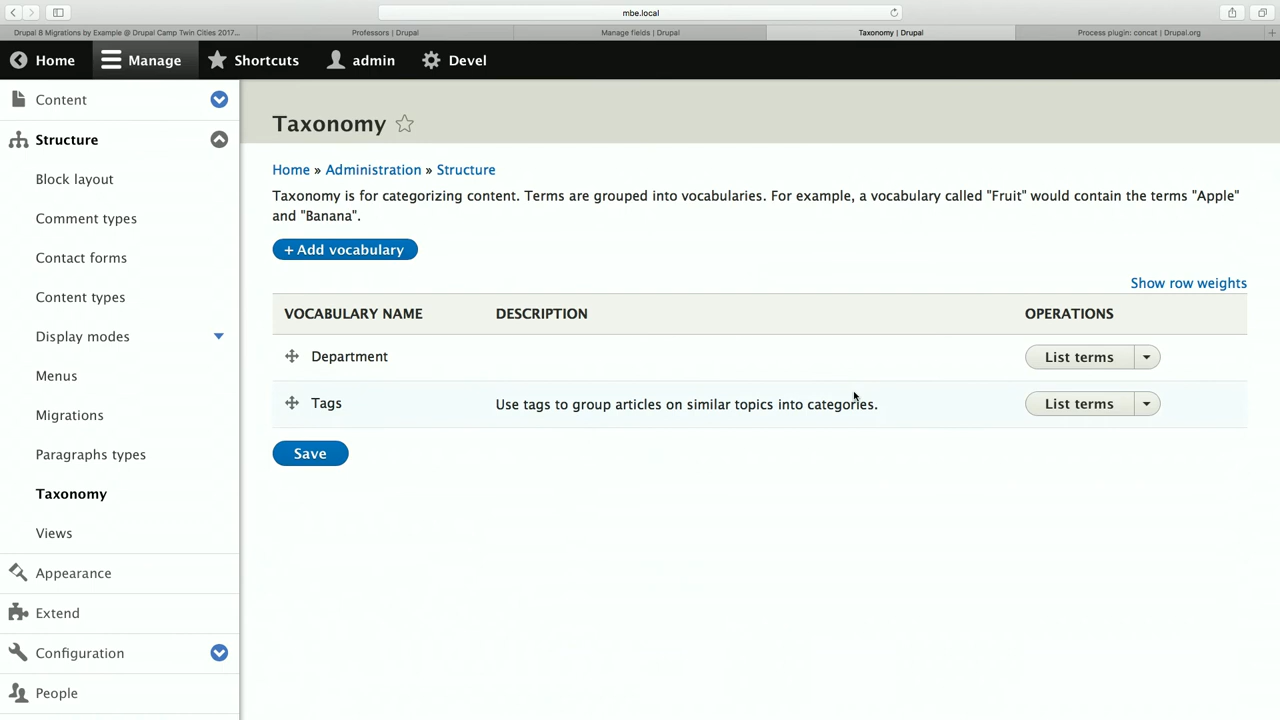 mbe.local
Drupal 8 Migrations by Example @ Drupal Camp Twin Cities 2017...
Professors | Drupal
Manage fields | Drupal
Taxonomy | Drupal
Process plugin: concat | Drupal.org
Home
Manage
Shortcuts
admin
Devel
Content
Structure
Block layout
Comment types
Contact forms
Content types
Display modes
Menus
Migrations
Paragraphs types
Taxonomy
Views
Appearance
Extend
Configuration
People
Taxonomy
Home » Administration » Structure
Taxonomy is for categorizing content. Terms are grouped into vocabularies. For example, a vocabulary called "Fruit" would contain the terms "Apple"
and "Banana".
+ Add vocabulary
Show row weights
VOCABULARY NAME DESCRIPTION OPERATIONS
Department List terms
Tags Use tags to group articles on similar topics into categories. List terms
Save